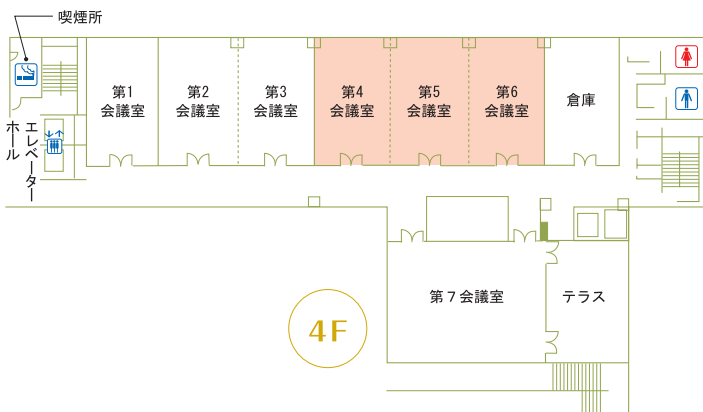 喫煙所
第1
会議室
第2
会議室
第3
会議室
第4
会議室
第5
会議室
第6
会議室
倉庫
エレベーター
ホール
第７会議室
テラス
4F